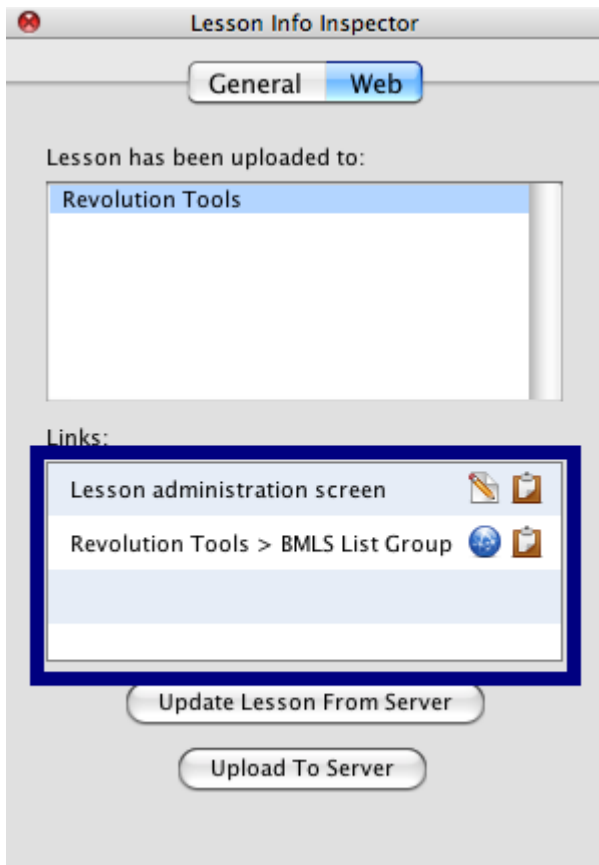 Lesson Info Inspector
General Web
Lesson has been uploaded to:
Revolution Tools
Links:
Lesson administration screen
Revolution Tools > BMLS List Group
Update Lesson From Server
Upload To Server